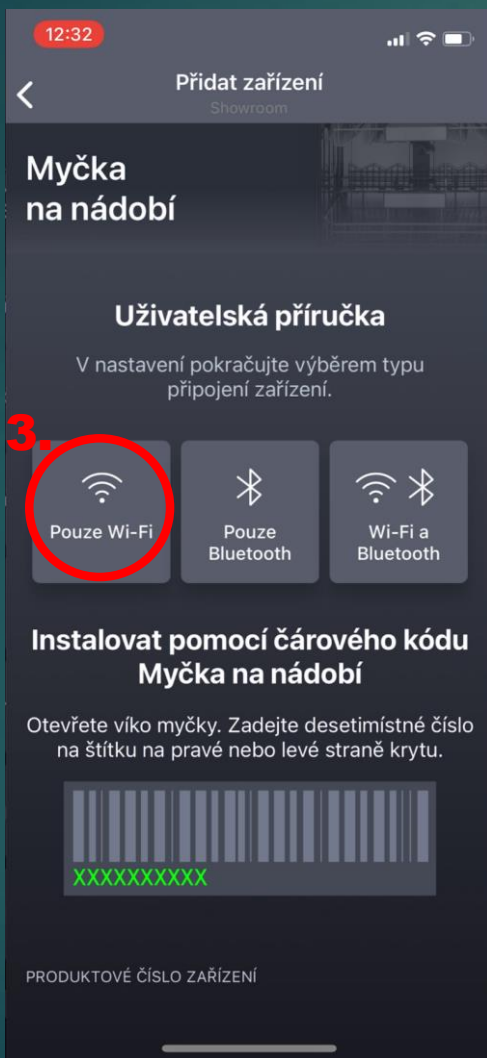 12:32
Přidat zařízení
Showroom
Myčka
na nádobí
Uživatelská příručka
V nastavení pokračujte výběrem typu
připojení zařízení.
3.
Pouze Wi-Fi
Pouze
Bluetooth
Wi-Fi a
Bluetooth
Instalovat pomocí čárového kódu
Myčka na nádobí
Otevřete víko myčky. Zadejte desetimístné číslo
na štítku na pravé nebo levé straně krytu.
XXXXXXXXXX
PRODUKTOVÉ ČÍSLO ZAŘÍZENÍ